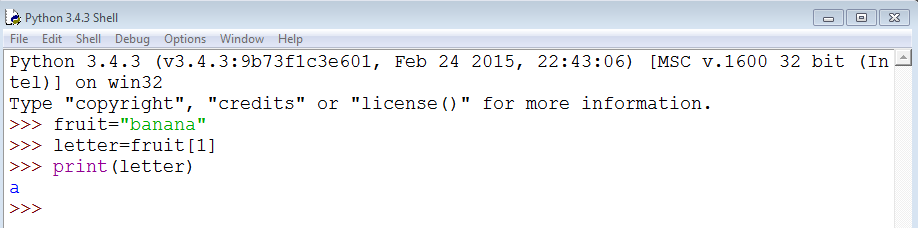 Python 3.4.3 Shell
File Edit Shell Debug Options Window Help
Python 3.4.3 (v3.4.3:9b73f1c3e601, Feb 24 2015, 22:43:06) [MSC v.1600 32 bit (In
tel)] on win32
Type "copyright", "credits" or "license()" for more information.
>>> fruit="banana"
>>> letter=fruit[1]
>>> print(letter)
a
>>>